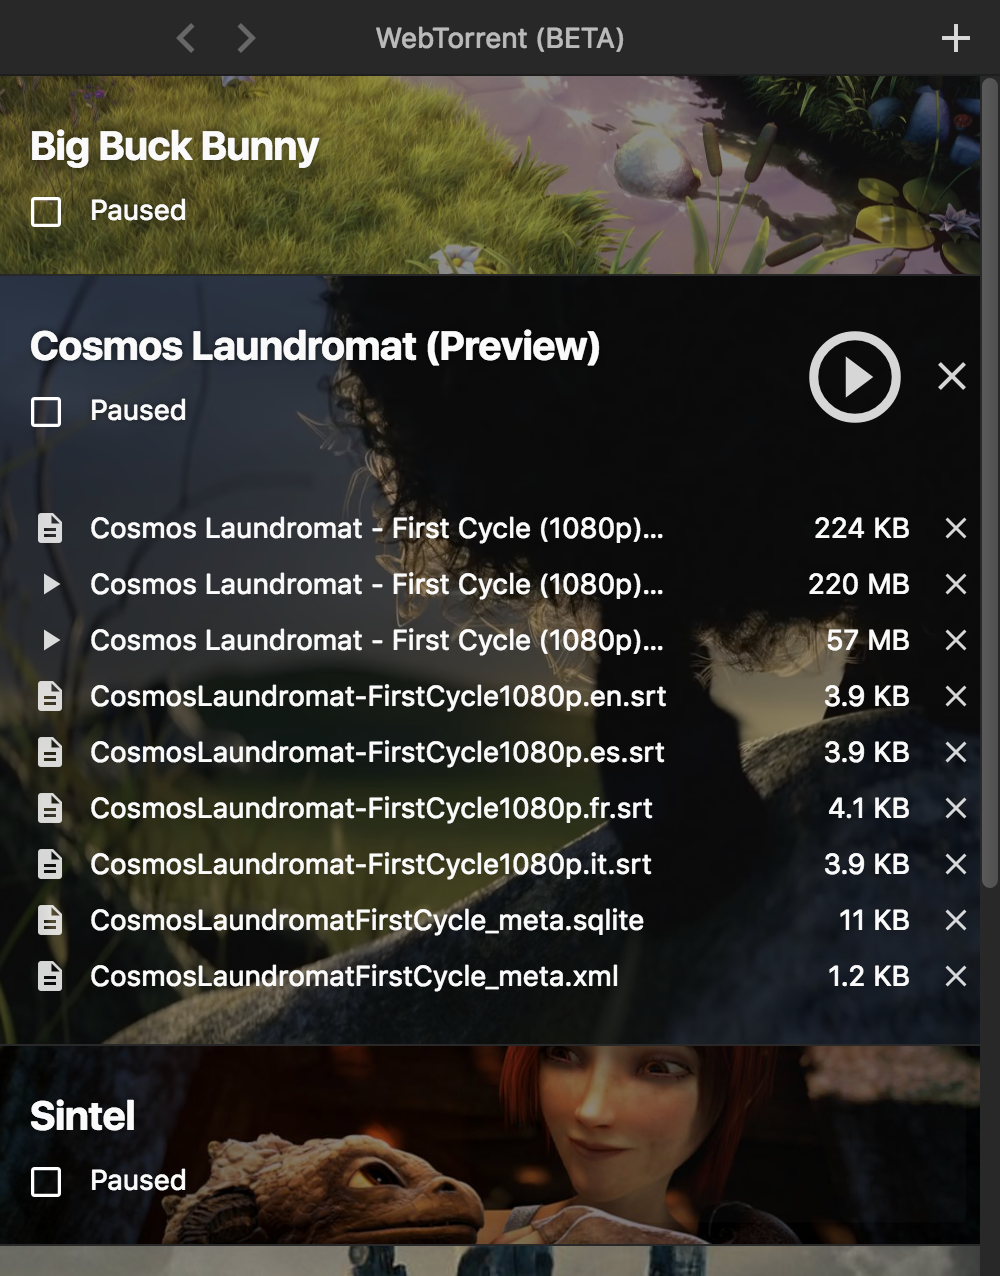 WebTorrent (BETA)
Big Buck Bunny
Paused
Cosmos Laundromat (Preview)
Paused
Cosmos Laundromat - First Cycle (1080p)... 224 KB
Cosmos Laundromat - First Cycle (1080p)... 220 MB
Cosmos Laundromat - First Cycle (1080p)... 57 MB
CosmosLaundromat-FirstCycle1080p.en.srt 3.9 KB
CosmosLaundromat-FirstCycle1080p.es.srt 3.9 KB
CosmosLaundromat-FirstCycle1080p.fr.srt 4.1 KB
CosmosLaundromat-FirstCycle1080p.it.srt 3.9 KB
CosmosLaundromatFirstCycle_meta.sqlite 11 KB
CosmosLaundromatFirstCycle_meta.xml 1.2 KB
Sintel
Paused